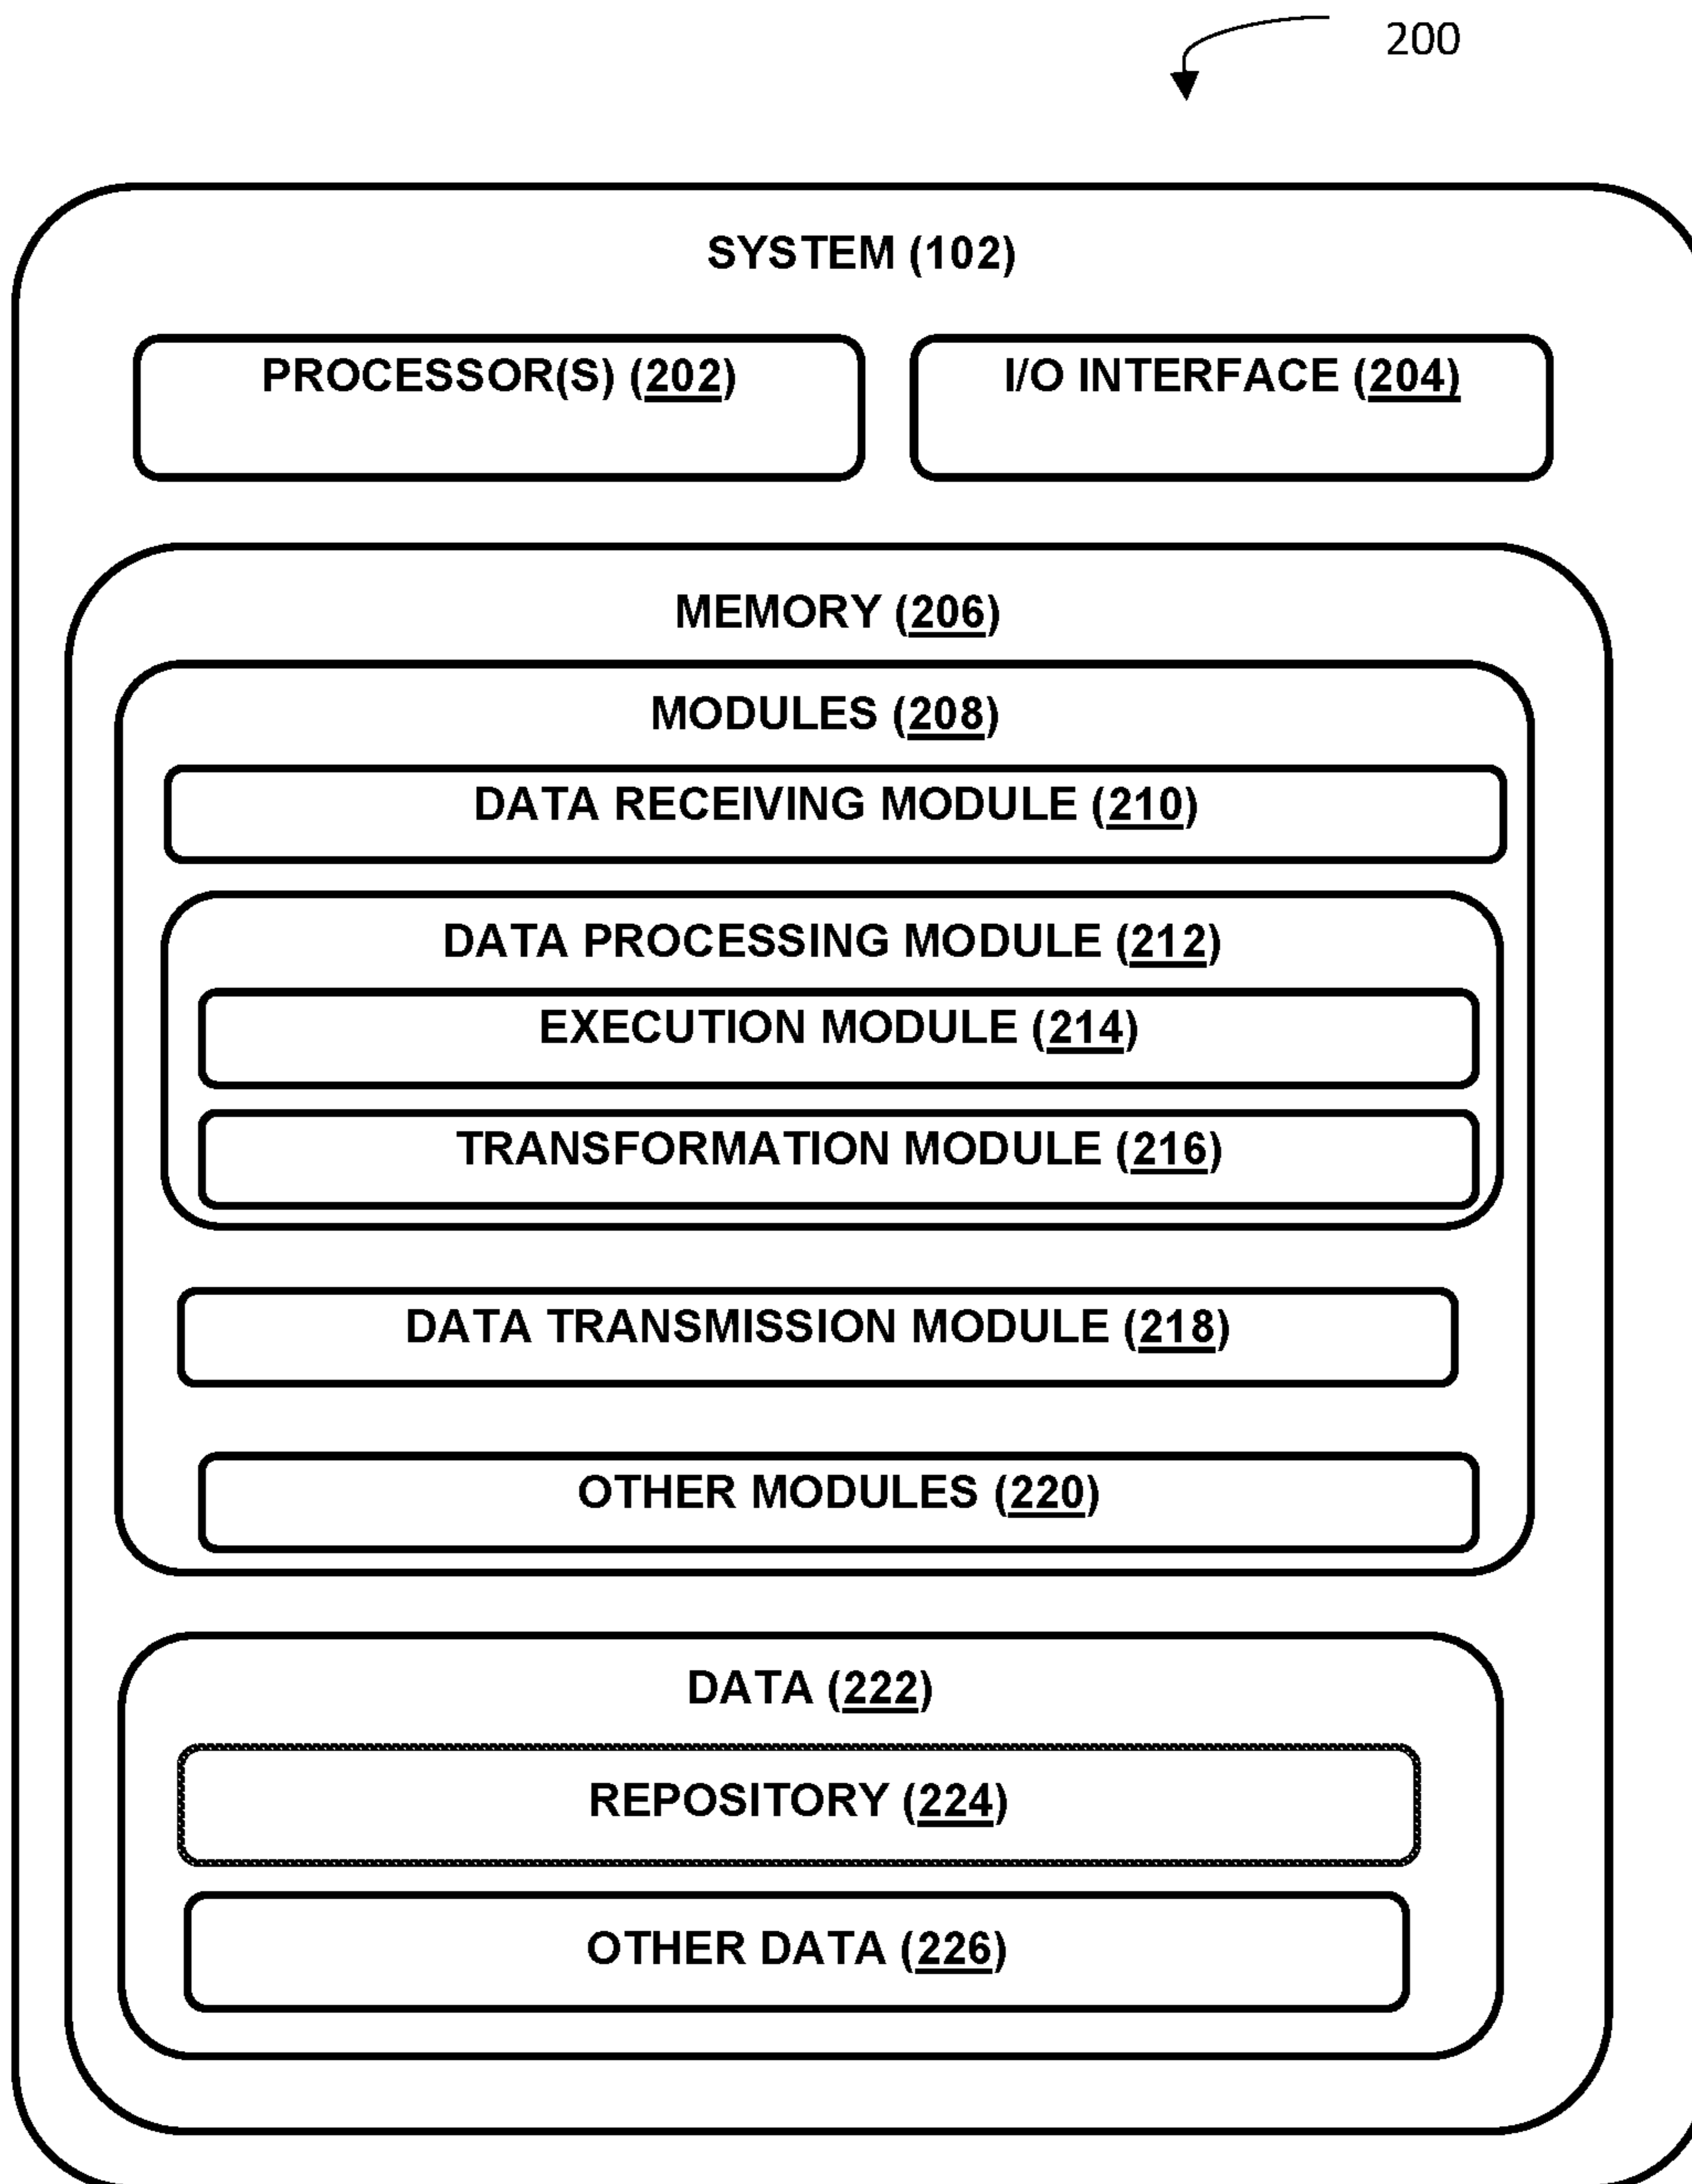 200
SYSTEM (102)
PROCESSOR(S) (202) I/O INTERFACE (204)
MEMORY (206)
MODULES (208)
DATA RECEIVING MODULE (210)
DATA PROCESSING MODULE (212)
EXECUTION MODULE (214)
TRANSFORMATION MODULE (216)
DATA TRANSMISSION MODULE (218)
OTHER MODULES (220)
DATA (222)
REPOSITORY (224)
OTHER DATA (226)